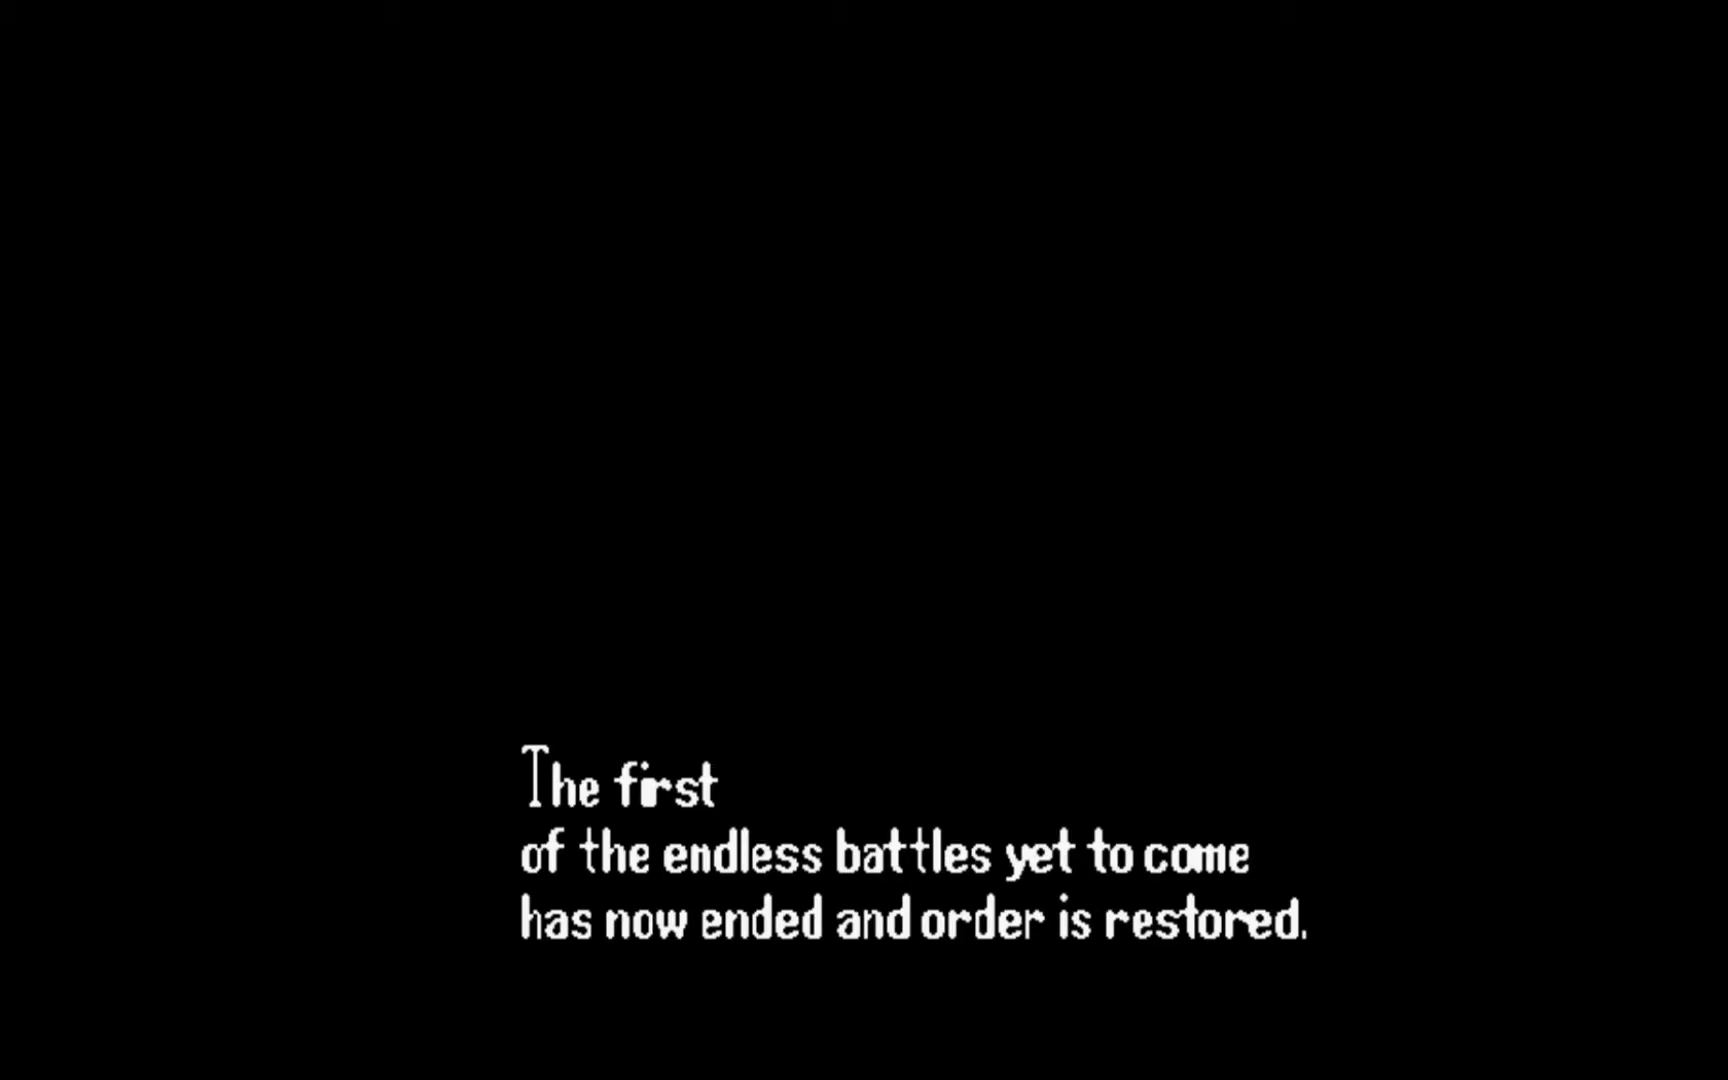 The first
of the endless battles yet to come
has now ended and order is restored.